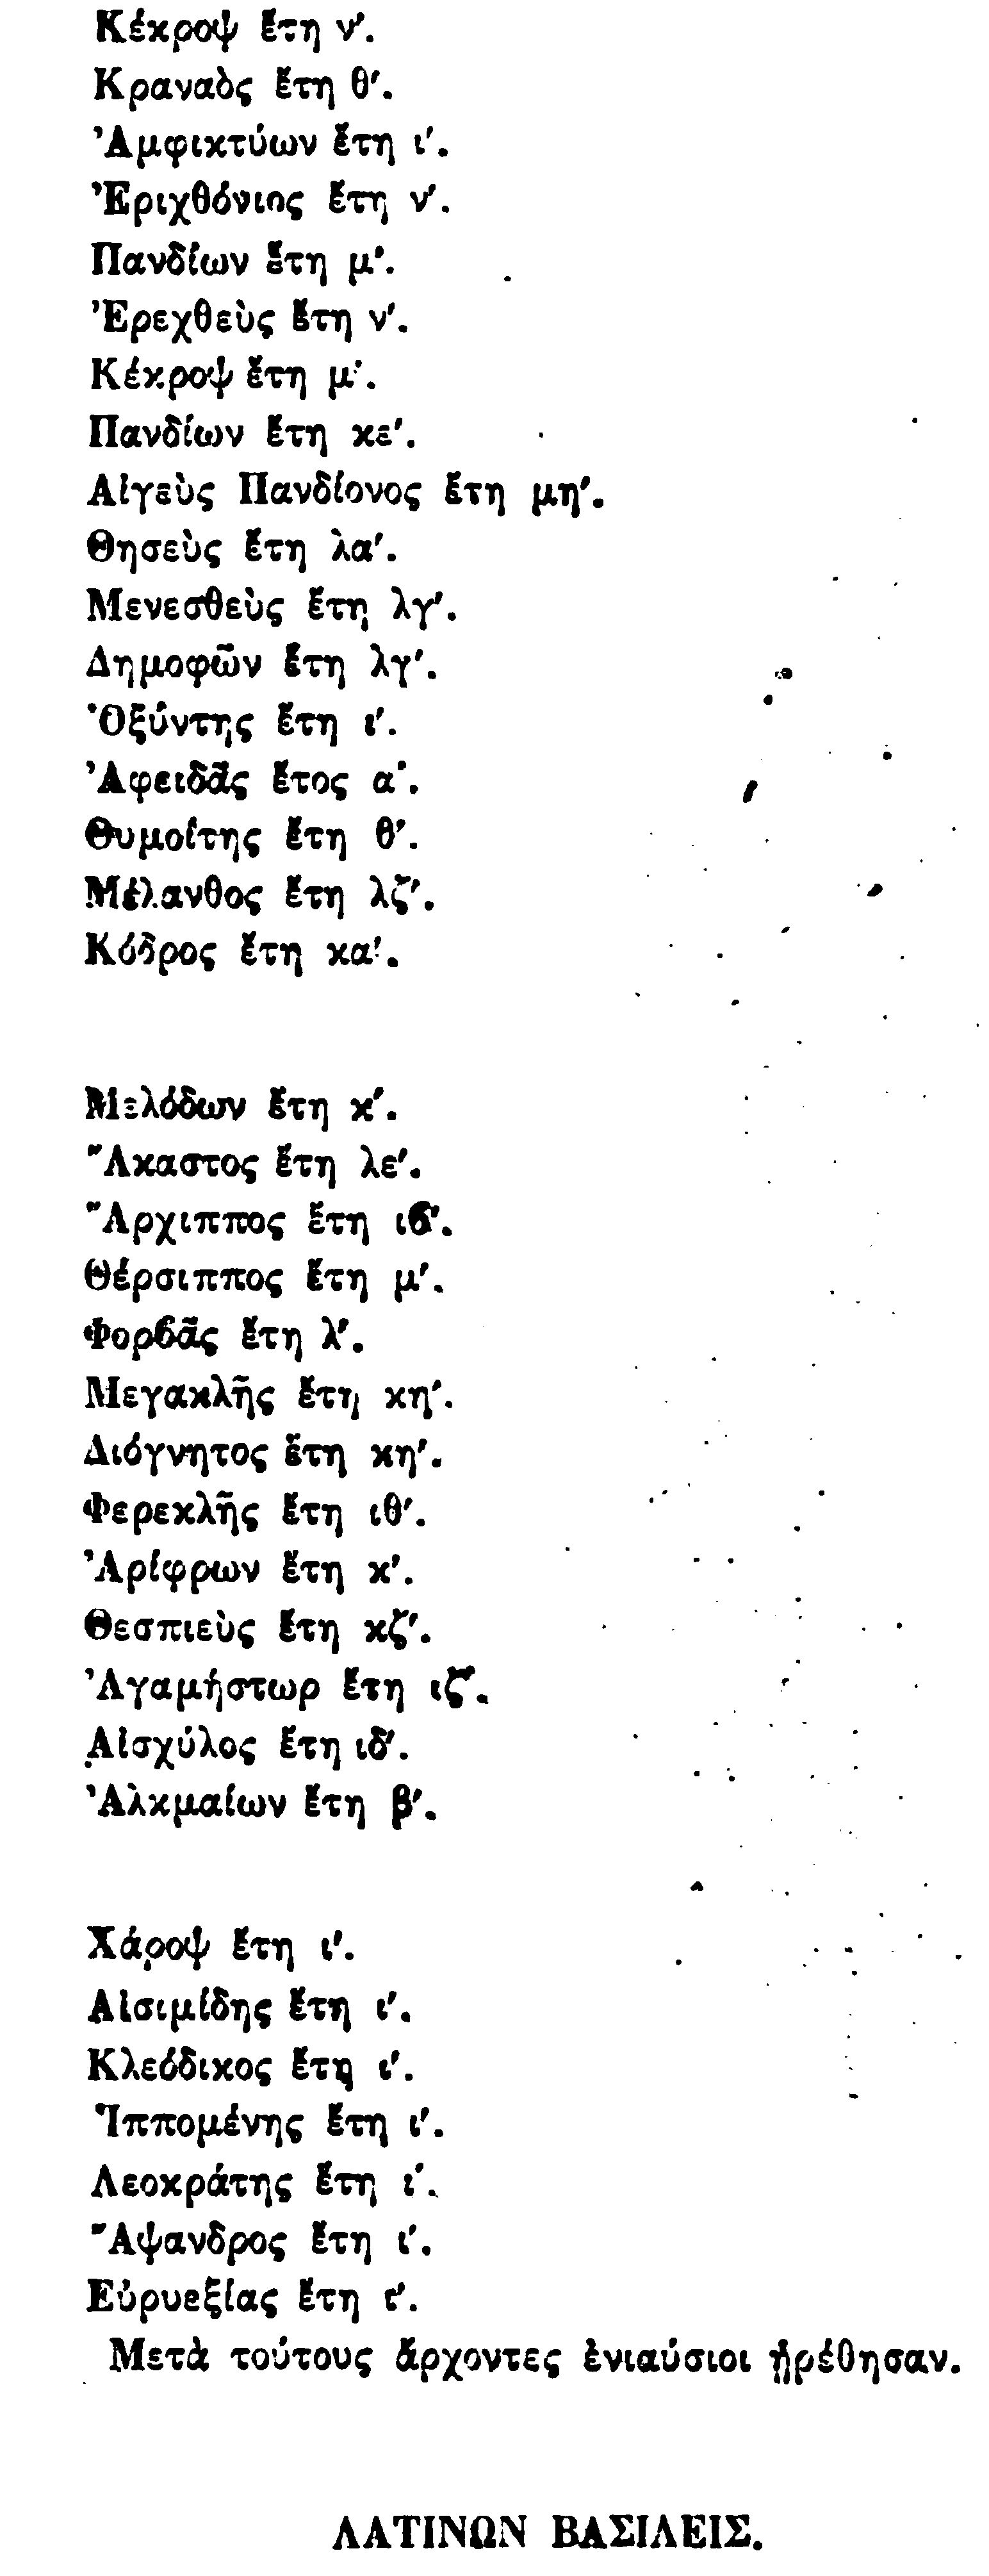 Κέκροψ ἔτη ν′.
Κραναὸς ἔτη θ′.
Ἀμφικτύων ἔτη ι′.
Ἐριχθόνιος ἔτη ν′.
Πανδίων ἔτη μ′.
Ἐρεχθεὺς ἔτη ν′.
Κέκροψ ἔτη μ′.
Πανδίων ἔτη κε′.
Αἰγεὺς Πανδίονος ἔτη μη′.
Θησεὺς ἔτη λα′.
Μενεσθεὺς ἔτη λγ′.
Δημοφῶν ἔτη λγ′.
Ὀξύντης ἔτη ι′.
Ἀφειδᾶς ἔτος α′.
Θυμοίτης ἔτη θ′.
Μέλανθος ἔτη λζ′.
Κόδρος ἔτη κα′.
Μελόδων ἔτη κ′.
Ἄκαστος ἔτη λε′.
Ἄρχιππος ἔτη ιϐ′.
Θέρσιππος ἔτη μ′.
Φορϐᾶς ἔτη λ′.
Μεγακλῆς ἔτη κη′.
Διόγνητος ἔτη κη′.
Φερεκλῆς ἔτη ιθ′.
Ἀρίφρων ἔτη κ′.
Θεσπιεὺς ἔτη κζ′.
Ἀγαμήστωρ ἔτη ιζ′.
Αἰσχύλος ἔτη ιδ′.
Ἀλκμαίων ἔτη β′.
Χάροψ ἔτη ι′.
Αἰσιμίδης ἔτη ι′.
Κλεόδικος ἔτη ι′.
Ἱππομένης ἔτη ι′.
Λεοκράτης ἔτη ι′.
Ἄψανδρος ἔτη ι′.
Εὐρυεξίας ἔτη ι′.
Μετὰ τούτους ἄρχοντες ἐνιαύσιοι ᾑρέθησαν.
ΛΑΤΙΝΩΝ ΒΑΣΙΛΕΙΣ.